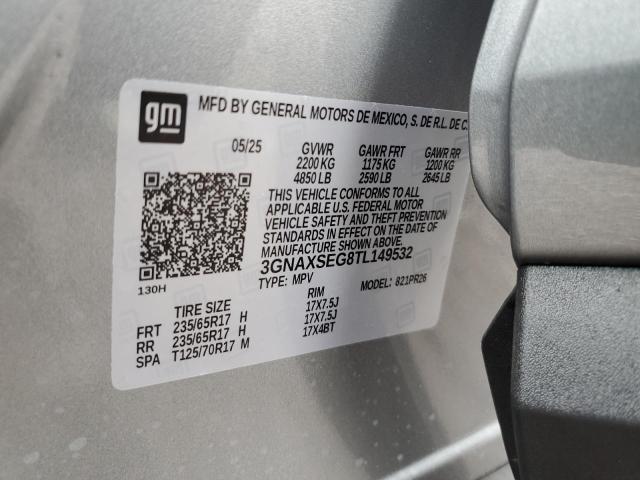 gm
MFD BY GENERAL MOTORS DE MEXICO, S. DE R.L. DE C.
05/25 GVWR GAWR FRT GAWR RR
2200 KG 1175 KG 1200 KG
4850 LB 2590 LB 2645 LB
THIS VEHICLE CONFORMS TO ALL
APPLICABLE U.S. FEDERAL MOTOR
VEHICLE SAFETY AND THEFT PREVENTION
STANDARDS IN EFFECT ON THE DATE OF
MANUFACTURE SHOWN ABOVE.
3GNAXSEG8TL149532
130H TYPE: MPV MODEL: 821PR26
TIRE SIZE RIM
FRT 235/65R17 H 17X7.5J
RR 235/65R17 H 17X7.5J
SPA T125/70R17 M 17X4BT